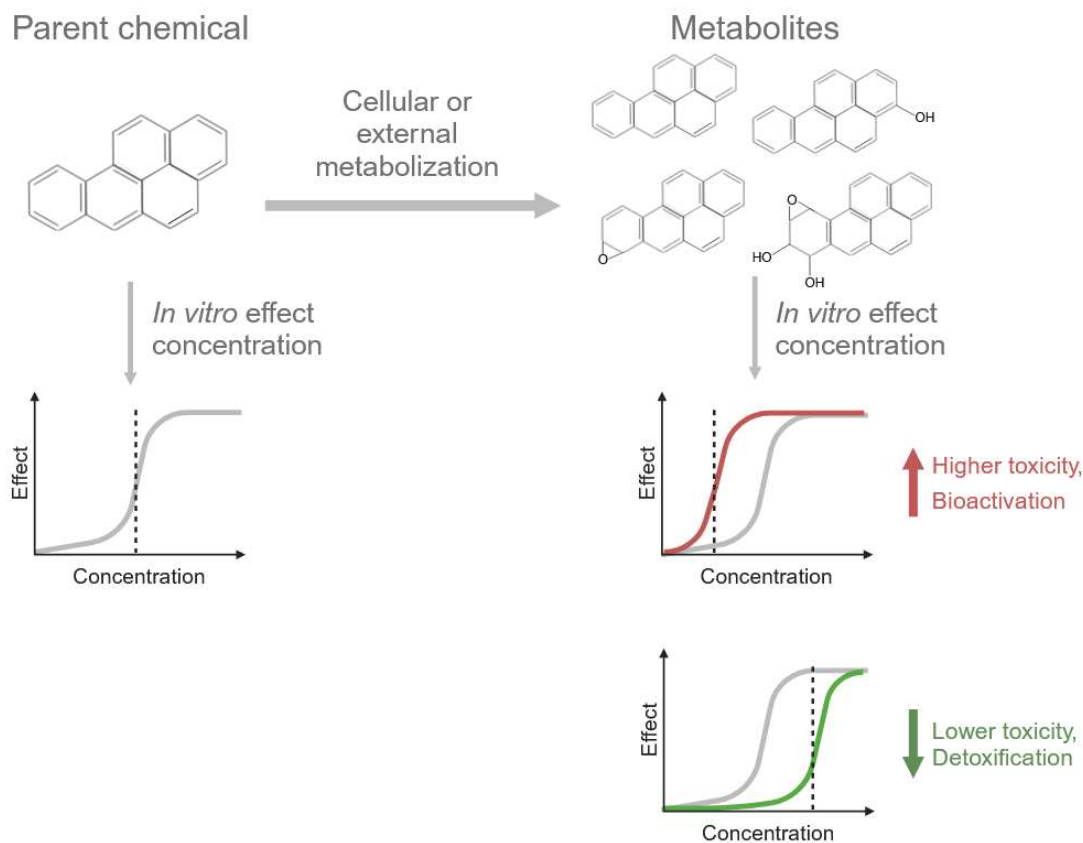 Parent chemical
Metabolites
Cellular or
external
metabolization
OH
O
O
HO
OH
In vitro effect
concentration
In vitro effect
concentration
Effect
Concentration
Effect
Concentration
Higher toxicity,
Bioactivation
Effect
Concentration
Lower toxicity,
Detoxification